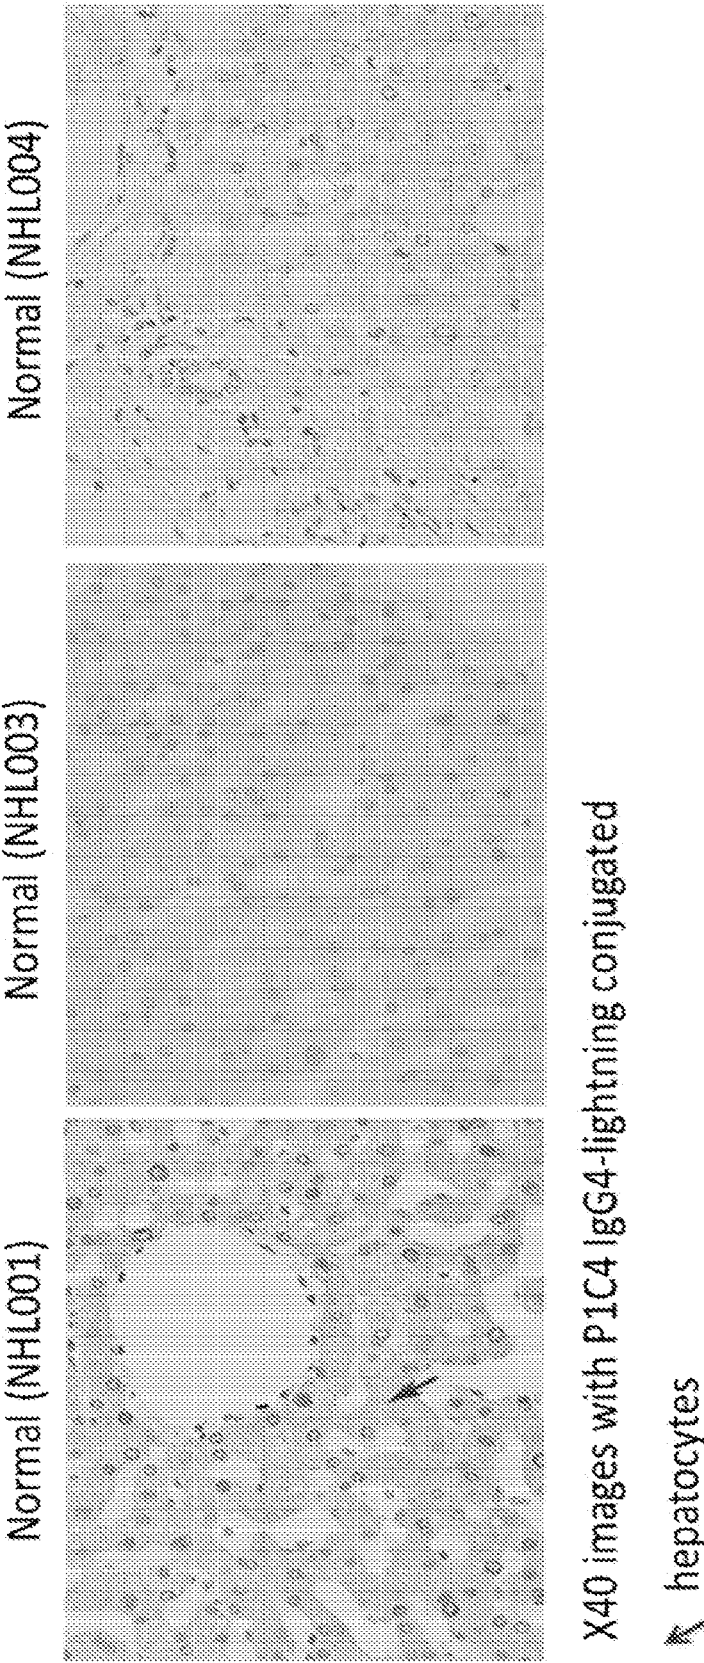 Normal (NHL001)
Normal (NHL003)
Normal (NHL004)
X40 images with P1C4 IgG4-lightning conjugated
hepatocytes